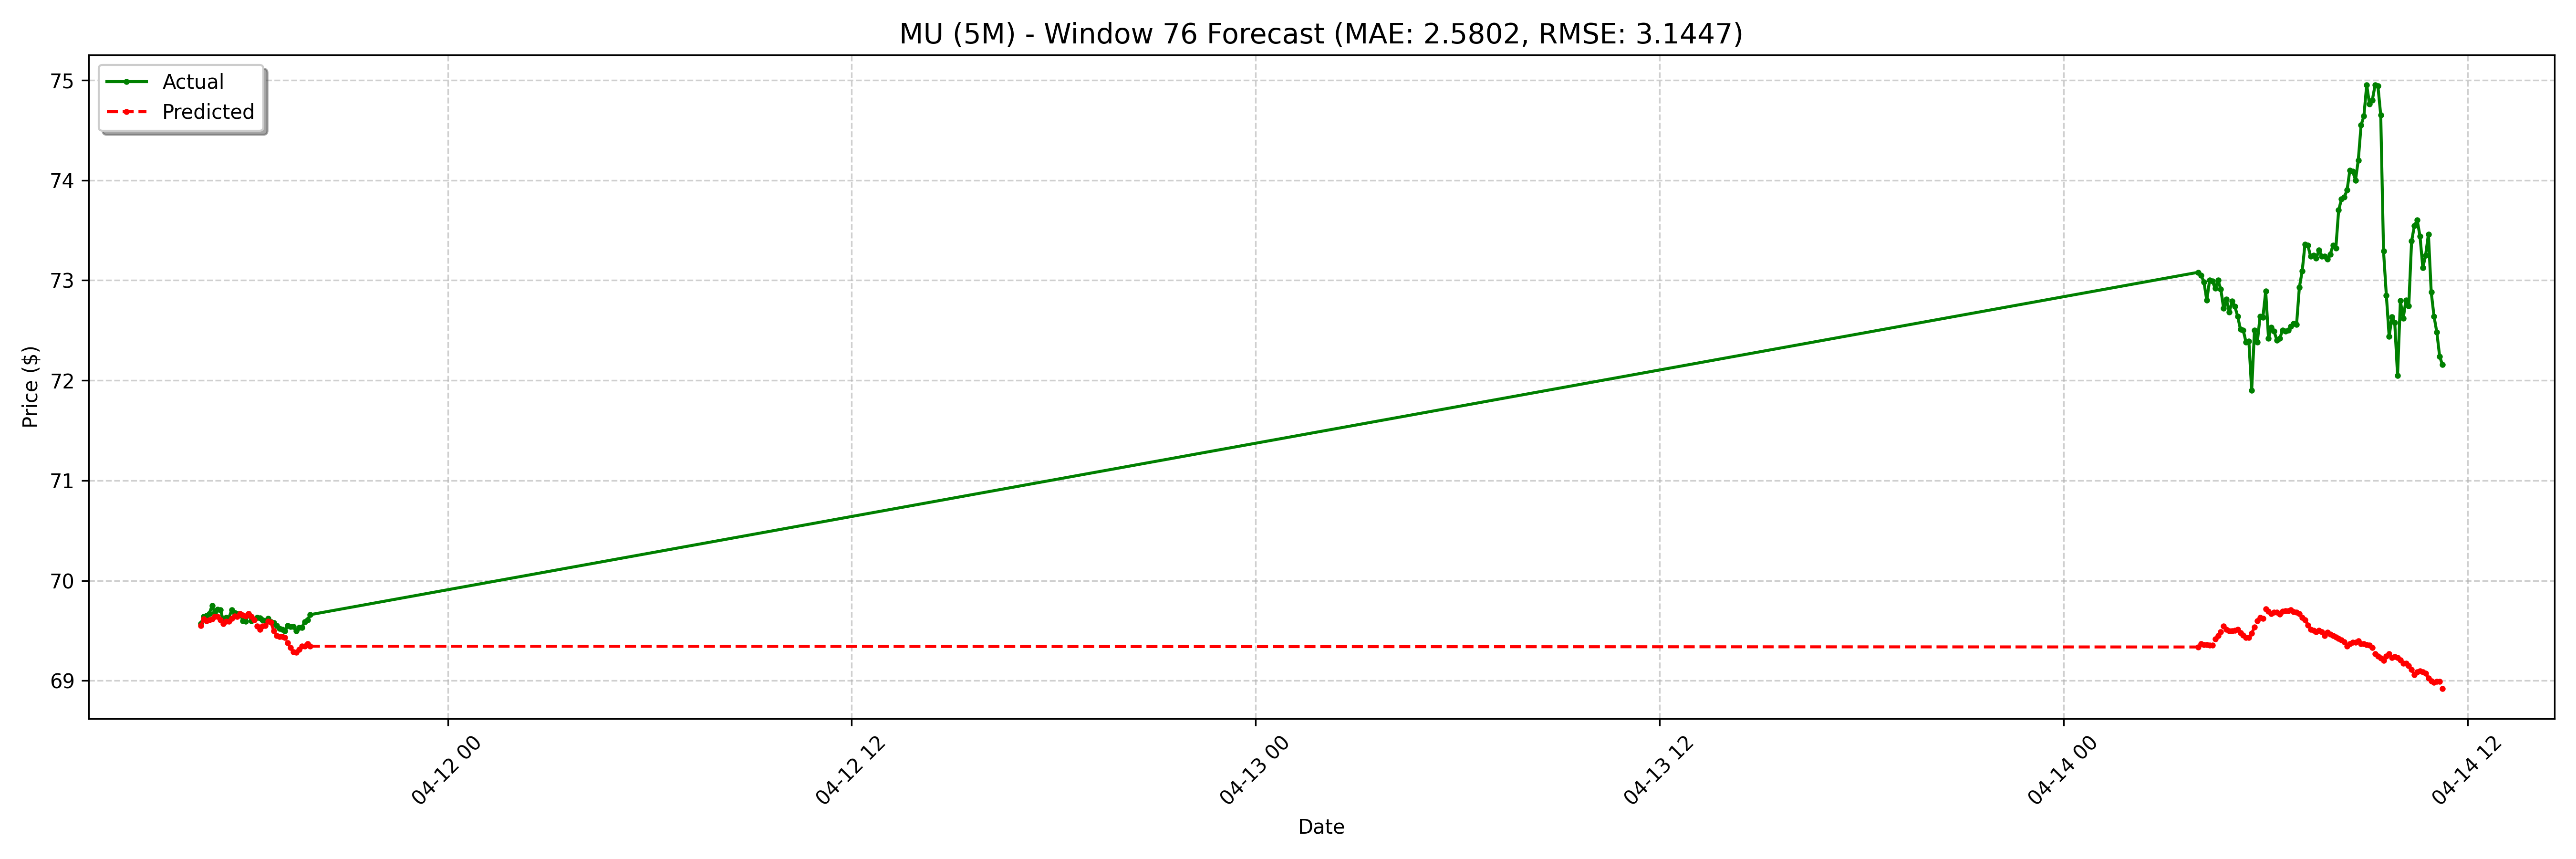 MU (5M) - Window 76 Forecast (MAE: 2.5802, RMSE: 3.1447)
Actual
Predicted
Price ($)
75
74
73
72
71
70
69
04-12 00
04-12 12
04-13 00
04-13 12
04-14 00
04-14 12
Date